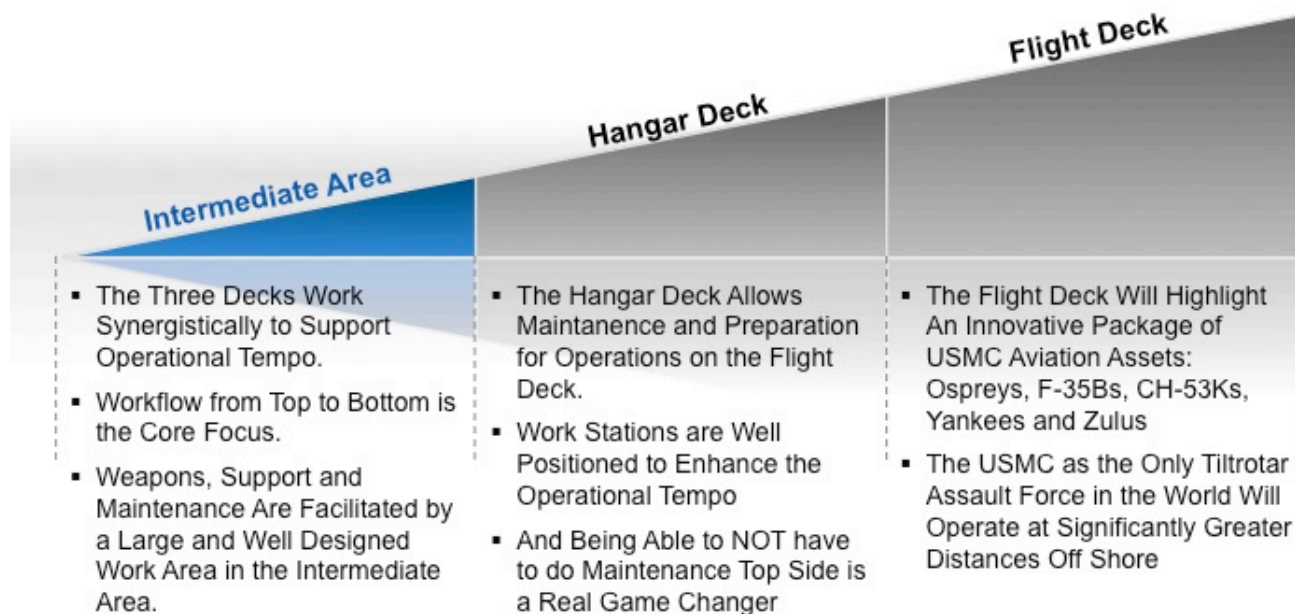 Flight Deck
Hangar Deck
Intermediate Area
▪ The Three Decks Work
Synergistically to Support
Operational Tempo.
▪ Workflow from Top to Bottom is
the Core Focus.
▪ Weapons, Support and
Maintenance Are Facilitated by
a Large and Well Designed
Work Area in the Intermediate
Area.
▪ The Hangar Deck Allows
Maintanence and Preparation
for Operations on the Flight
Deck.
▪ Work Stations are Well
Positioned to Enhance the
Operational Tempo
▪ And Being Able to NOT have
to do Maintenance Top Side is
a Real Game Changer
▪ The Flight Deck Will Highlight
An Innovative Package of
USMC Aviation Assets:
Ospreys, F-35Bs, CH-53Ks,
Yankees and Zulus
▪ The USMC as the Only Tiltrotar
Assault Force in the World Will
Operate at Significantly Greater
Distances Off Shore